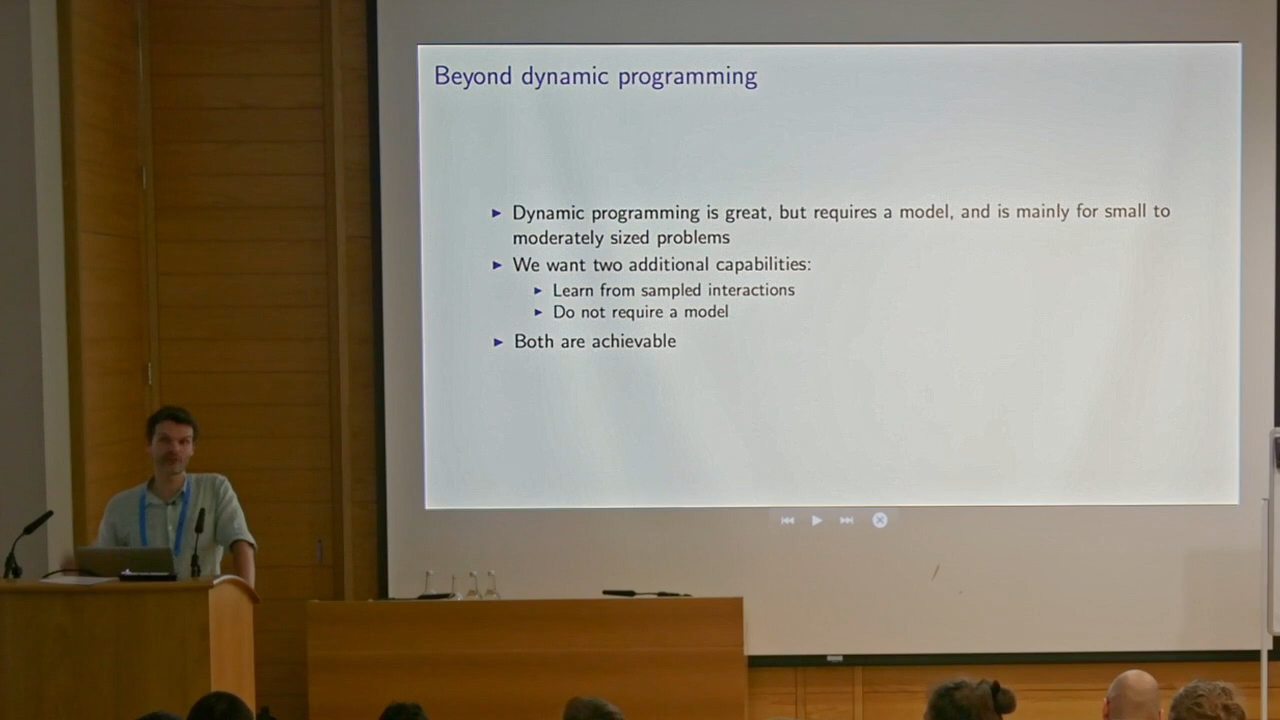 Beyond dynamic programming
▶ Dynamic programming is great, but requires a model, and is mainly for small to
moderately sized problems
▶ We want two additional capabilities:
▶ Learn from sampled interactions
▶ Do not require a model
▶ Both are achievable